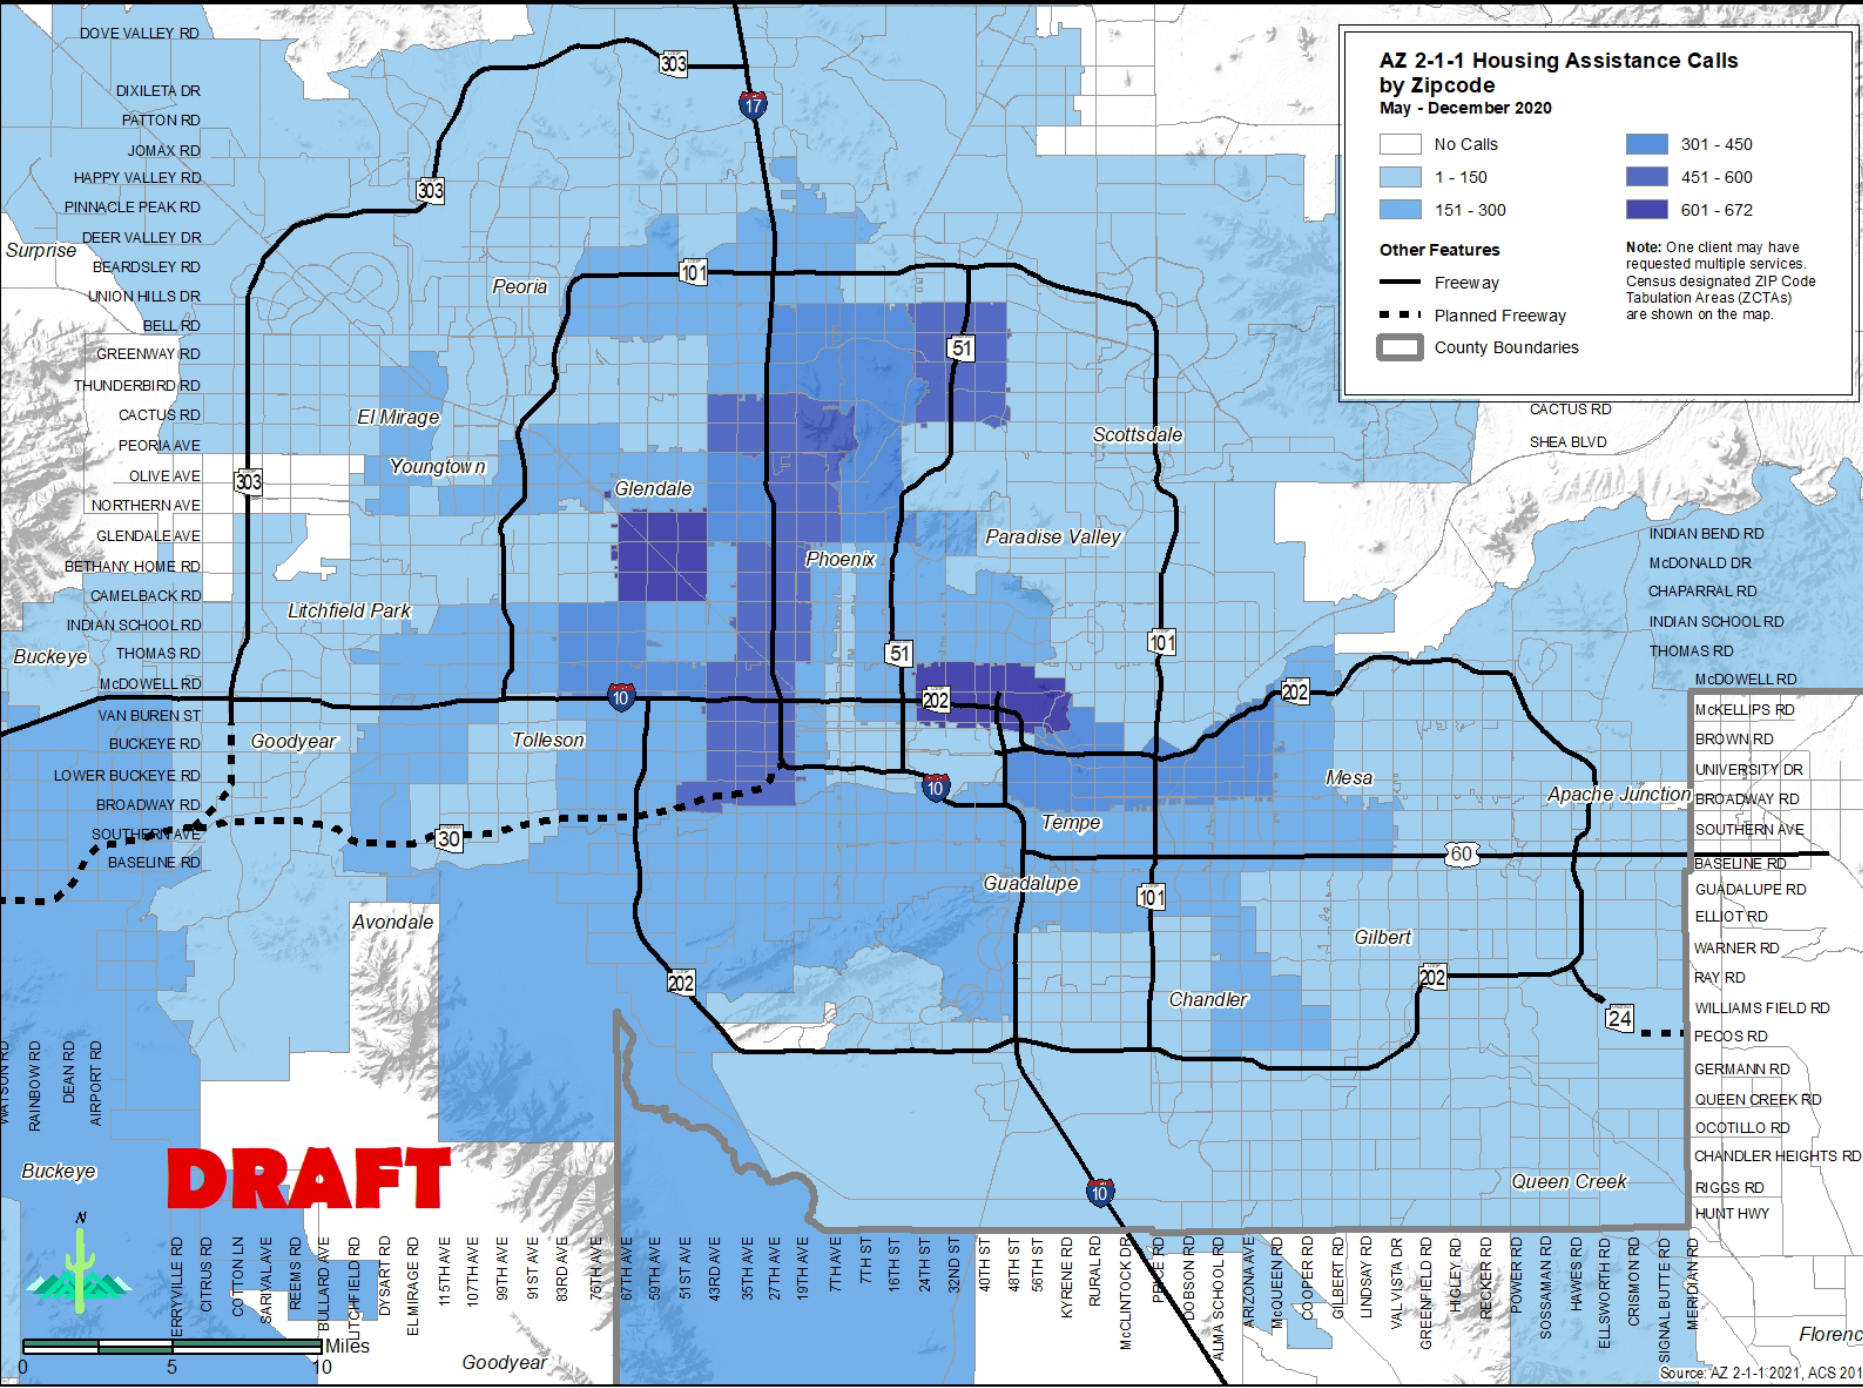 AZ 2-1-1 Housing Assistance Calls
by Zipcode
May - December 2020
No Calls
1 - 150
151 - 300
301 - 450
451 - 600
601 - 672
Other Features
Freeway
Planned Freeway
County Boundaries
Note: One client may have
requested multiple services.
Census designated ZIP Code
Tabulation Areas (ZCTAs)
are shown on the map.
DOVE VALLEY RD
DIXILETA DR
PATTON RD
JOMAX RD
HAPPY VALLEY RD
PINNACLE PEAK RD
DEER VALLEY DR
BEARDSLEY RD
UNION HILLS DR
BELL RD
GREENWAY RD
THUNDERBIRD RD
CACTUS RD
PEORIA AVE
OLIVE AVE
NORTHERN AVE
GLENDALE AVE
BETHANY HOME RD
CAMELBACK RD
INDIAN SCHOOL RD
THOMAS RD
McDOWELL RD
VAN BUREN ST
BUCKEYE RD
LOWER BUCKEYE RD
BROADWAY RD
SOUTHERN AVE
BASELINE RD
303
17
303
101
51
303
51
101
10
202
202
10
30
60
101
202
202
24
10
Surprise
Peoria
El Mirage
Youngtown
Glendale
Scottsdale
Paradise Valley
Phoenix
Litchfield Park
Buckeye
Goodyear
Tolleson
Mesa
Apache Junction
Tempe
Guadalupe
Avondale
Gilbert
Chandler
Buckeye
Queen Creek
Goodyear
Florenc
CACTUS RD
SHEA BLVD
INDIAN BEND RD
McDONALD DR
CHAPARRAL RD
INDIAN SCHOOL RD
THOMAS RD
McDOWELL RD
McKELLIPS RD
BROWN RD
UNIVERSITY DR
BROADWAY RD
SOUTHERN AVE
BASELINE RD
GUADALUPE RD
ELLIOT RD
WARNER RD
RAY RD
WILLIAMS FIELD RD
PECOS RD
GERMANN RD
QUEEN CREEK RD
OCOTILLO RD
CHANDLER HEIGHTS RD
RIGGS RD
HUNT HWY
WATSON RD
RAINBOW RD
DEAN RD
AIRPORT RD
DRAFT
N
ERRYVILLE RD
CITRUS RD
COTTON LN
SARIVAL AVE
REEMS RD
BULLARD AVE
LITCHFIELD RD
DYSART RD
EL MIRAGE RD
115TH AVE
107TH AVE
99TH AVE
91ST AVE
83RD AVE
75TH AVE
67TH AVE
59TH AVE
51ST AVE
43RD AVE
35TH AVE
27TH AVE
19TH AVE
7TH AVE
7TH ST
16TH ST
24TH ST
32ND ST
40TH ST
48TH ST
56TH ST
KYRENE RD
RURAL RD
McCLINTOCK DR
PRICE RD
DOBSON RD
ALMA SCHOOL RD
ARIZONA AVE
McQUEEN RD
COOPER RD
GILBERT RD
LINDSAY RD
VAL VISTA DR
GREENFIELD RD
HIGLEY RD
RECKER RD
POWER RD
SOSSAMAN RD
HAWES RD
ELLSWORTH RD
CRISMON RD
SIGNAL BUTTE RD
MERIDIAN RD
Miles
0 5 10
Source: AZ 2-1-1 2021, ACS 201